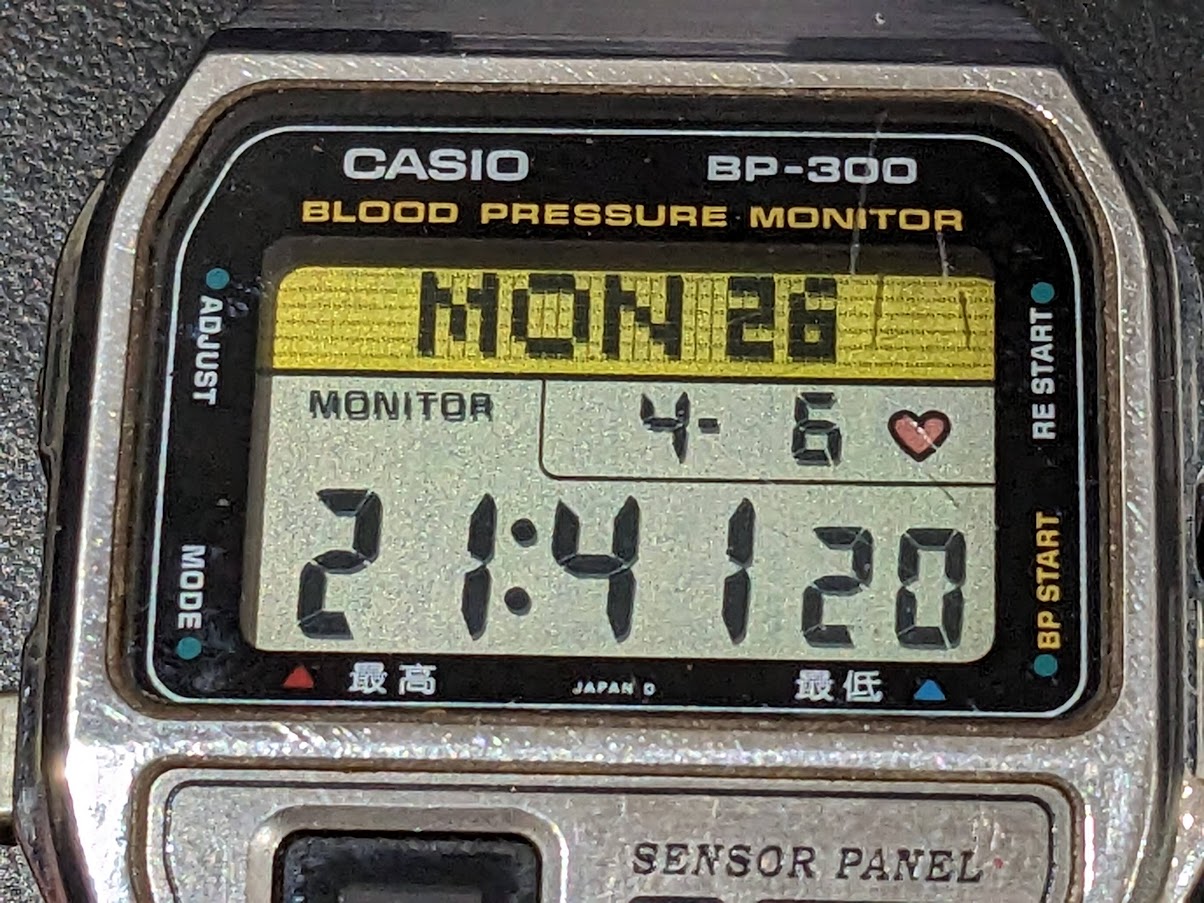 CASIO BP-300
BLOOD PRESSURE MONITOR
ADJUST
RE START
MON 26
MONITOR 4- 6
21:41 20
MODE
BP START
最高 JAPAN D 最低
SENSOR PANEL